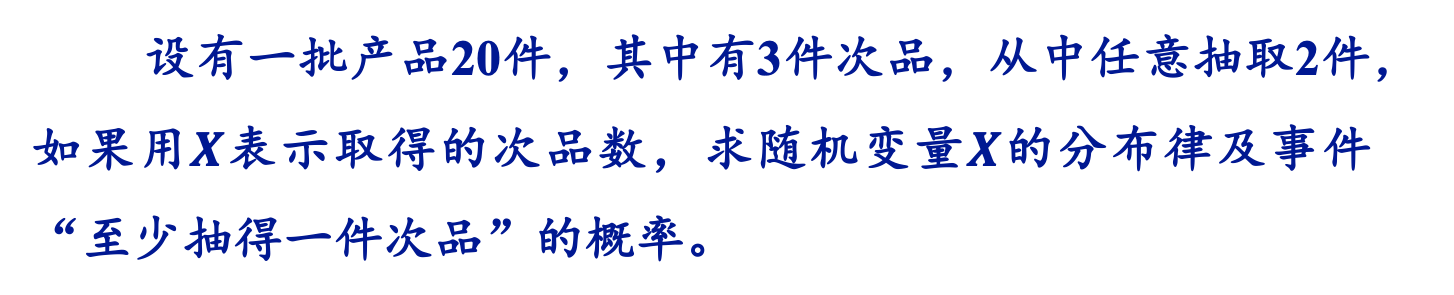 设有一批产品20件，其中有3件次品，从中任意抽取2件，
如果用X表示取得的次品数，求随机变量X的分布律及事件
“至少抽得一件次品”的概率。